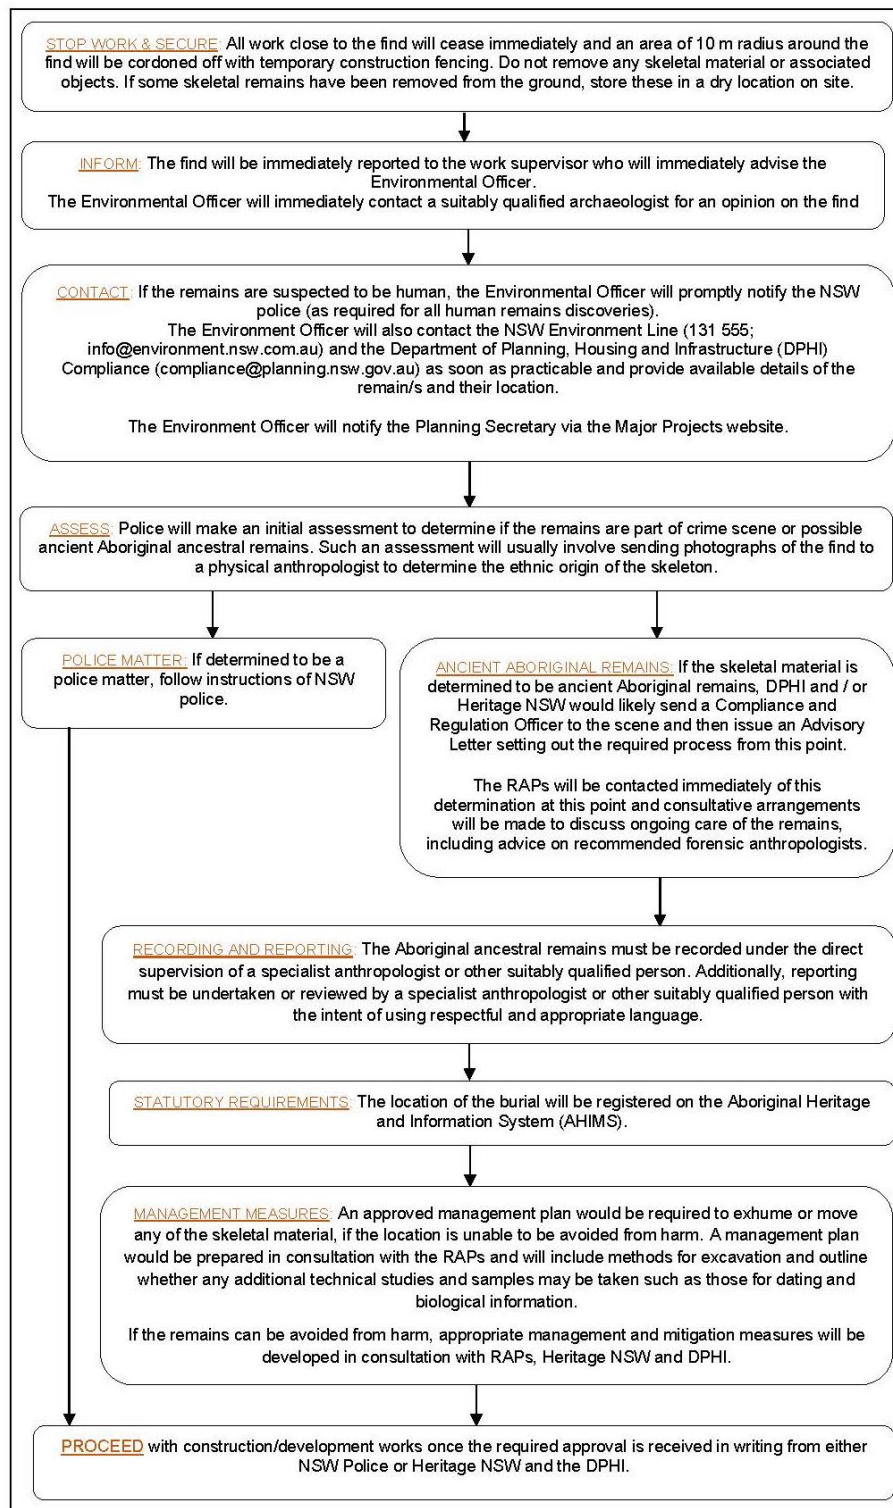 STOP WORK & SECURE: All work close to the find will cease immediately and an area of 10 m radius around the
find will be cordoned off with temporary construction fencing. Do not remove any skeletal material or associated
objects. If some skeletal remains have been removed from the ground, store these in a dry location on site.
INFORM: The find will be immediately reported to the work supervisor who will immediately advise the
Environmental Officer.
The Environmental Officer will immediately contact a suitably qualified archaeologist for an opinion on the find
CONTACT: If the remains are suspected to be human, the Environmental Officer will promptly notify the NSW
police (as required for all human remains discoveries).
The Environment Officer will also contact the NSW Environment Line (131 555;
info@environment.nsw.com.au) and the Department of Planning, Housing and Infrastructure (DPHI)
Compliance (compliance@planning.nsw.gov.au) as soon as practicable and provide available details of the
remain/s and their location.
The Environment Officer will notify the Planning Secretary via the Major Projects website.
ASSESS: Police will make an initial assessment to determine if the remains are part of crime scene or possible
ancient Aboriginal ancestral remains. Such an assessment will usually involve sending photographs of the find to
a physical anthropologist to determine the ethnic origin of the skeleton.
POLICE MATTER: If determined to be a
police matter, follow instructions of NSW
police.
ANCIENT ABORIGINAL REMAINS: If the skeletal material is
determined to be ancient Aboriginal remains, DPHI and / or
Heritage NSW would likely send a Compliance and
Regulation Officer to the scene and then issue an Advisory
Letter setting out the required process from this point.
The RAPs will be contacted immediately of this
determination at this point and consultative arrangements
will be made to discuss ongoing care of the remains,
including advice on recommended forensic anthropologists.
RECORDING AND REPORTING: The Aboriginal ancestral remains must be recorded under the direct
supervision of a specialist anthropologist or other suitably qualified person. Additionally, reporting
must be undertaken or reviewed by a specialist anthropologist or other suitably qualified person with
the intent of using respectful and appropriate language.
STATUTORY REQUIREMENTS: The location of the burial will be registered on the Aboriginal Heritage
and Information System (AHIMS).
MANAGEMENT MEASURES: An approved management plan would be required to exhume or move
any of the skeletal material, if the location is unable to be avoided from harm. A management plan
would be prepared in consultation with the RAPs and will include methods for excavation and outline
whether any additional technical studies and samples may be taken such as those for dating and
biological information.
If the remains can be avoided from harm, appropriate management and mitigation measures will be
developed in consultation with RAPs, Heritage NSW and DPHI.
PROCEED with construction/development works once the required approval is received in writing from either
NSW Police or Heritage NSW and the DPHI.